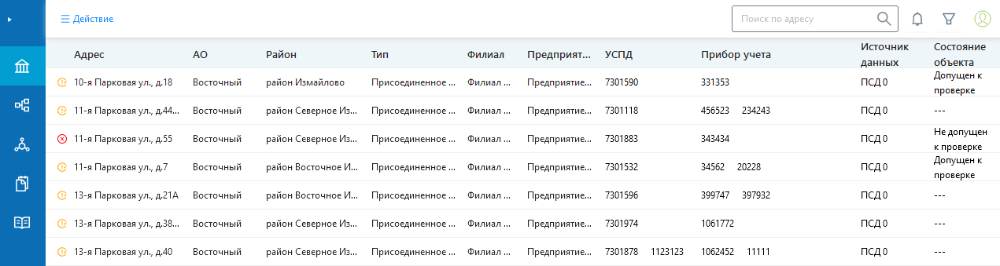 Действие
Поиск по адресу
Адрес АО Район Тип Филиал Предприят... УСПД Прибор учета Источник данных Состояние объекта
10-я Парковая ул., д.18 Восточный район Измайлово Присоединенное ... Филиал ... Предприятие... 7301590 331353 ПСД 0 Допущен к проверке
11-я Парковая ул., д.44... Восточный район Северное Из... Присоединенное ... Филиал ... Предприятие... 7301118 456523 234243 ПСД 0 ---
11-я Парковая ул., д.55 Восточный район Северное Из... Присоединенное ... Филиал ... Предприятие... 7301883 343434 ПСД 0 Не допущен к проверке
11-я Парковая ул., д.7 Восточный район Восточное И... Присоединенное ... Филиал ... Предприятие... 7301532 34562 20228 ПСД 0 Допущен к проверке
13-я Парковая ул., д.21А Восточный район Восточное И... Присоединенное ... Филиал ... Предприятие... 7301596 399747 397932 ПСД 0 ---
13-я Парковая ул., д.38... Восточный район Северное Из... Присоединенное ... Филиал ... Предприятие... 7301974 1061772 ПСД 0 ---
13-я Парковая ул., д.40 Восточный район Северное Из... Присоединенное ... Филиал ... Предприятие... 7301878 1123123 1062452 11111 ПСД 0 ---